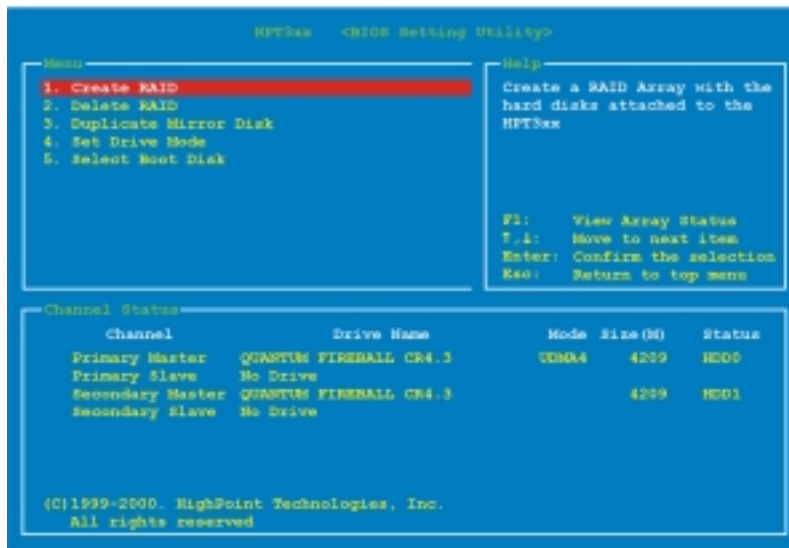 HPT3xx <BIOS Setting Utility>
Menu
1. Create RAID
2. Delete RAID
3. Duplicate Mirror Disk
4. Set Drive Mode
5. Select Boot Disk
Help
Create a RAID Array with the
hard disks attached to the
HPT3xx
F1: View Array Status
↑,↓: Move to next item
Enter: Confirm the selection
Esc: Return to top menu
Channel Status
Channel Drive Name Mode Size(M) Status
Primary Master QUANTUM FIREBALL CR4.3 UDMA4 4209 HDD0
Primary Slave No Drive
Secondary Master QUANTUM FIREBALL CR4.3 4209 HDD1
Secondary Slave No Drive
(C)1999-2000. HighPoint Technologies, Inc.
All rights reserved